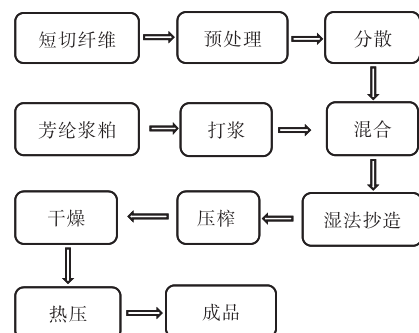 短切纤维
预处理
分散
芳纶浆粕
打浆
混合
干燥
压榨
湿法抄造
热压
成品